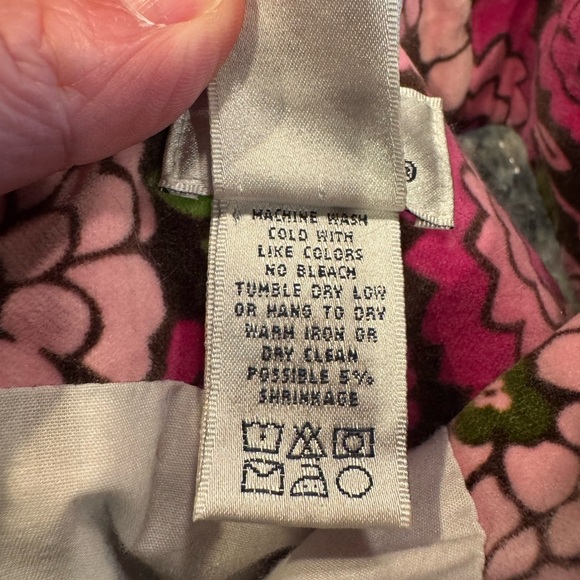 ®
MACHINE WASH
COLD WITH
LIKE COLORS
NO BLEACH
TUMBLE DRY LOW
OR HANG TO DRY
WARM IRON OR
DRY CLEAN
POSSIBLE 5%
SHRINKAGE